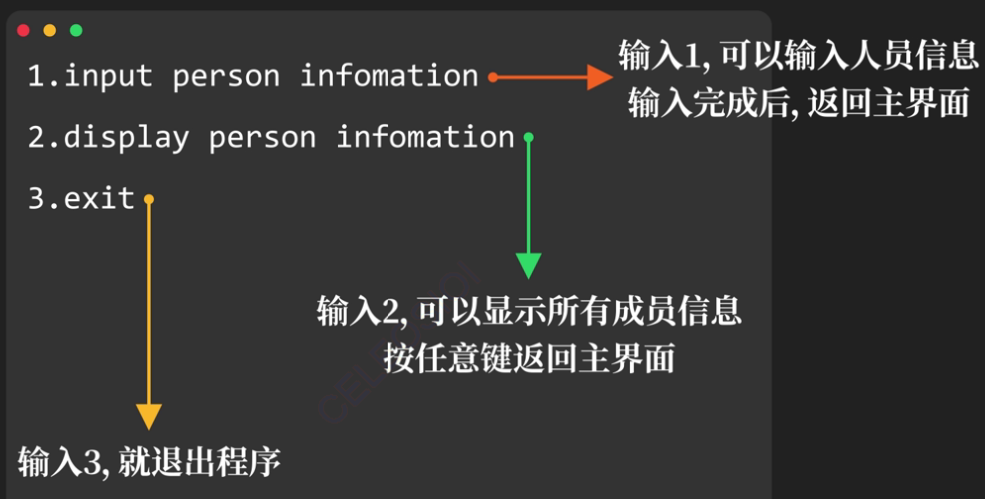 1.input person infomation
输入1, 可以输入人员信息
输入完成后, 返回主界面
2.display person infomation
3.exit
输入2, 可以显示所有成员信息
按任意键返回主界面
输入3, 就退出程序